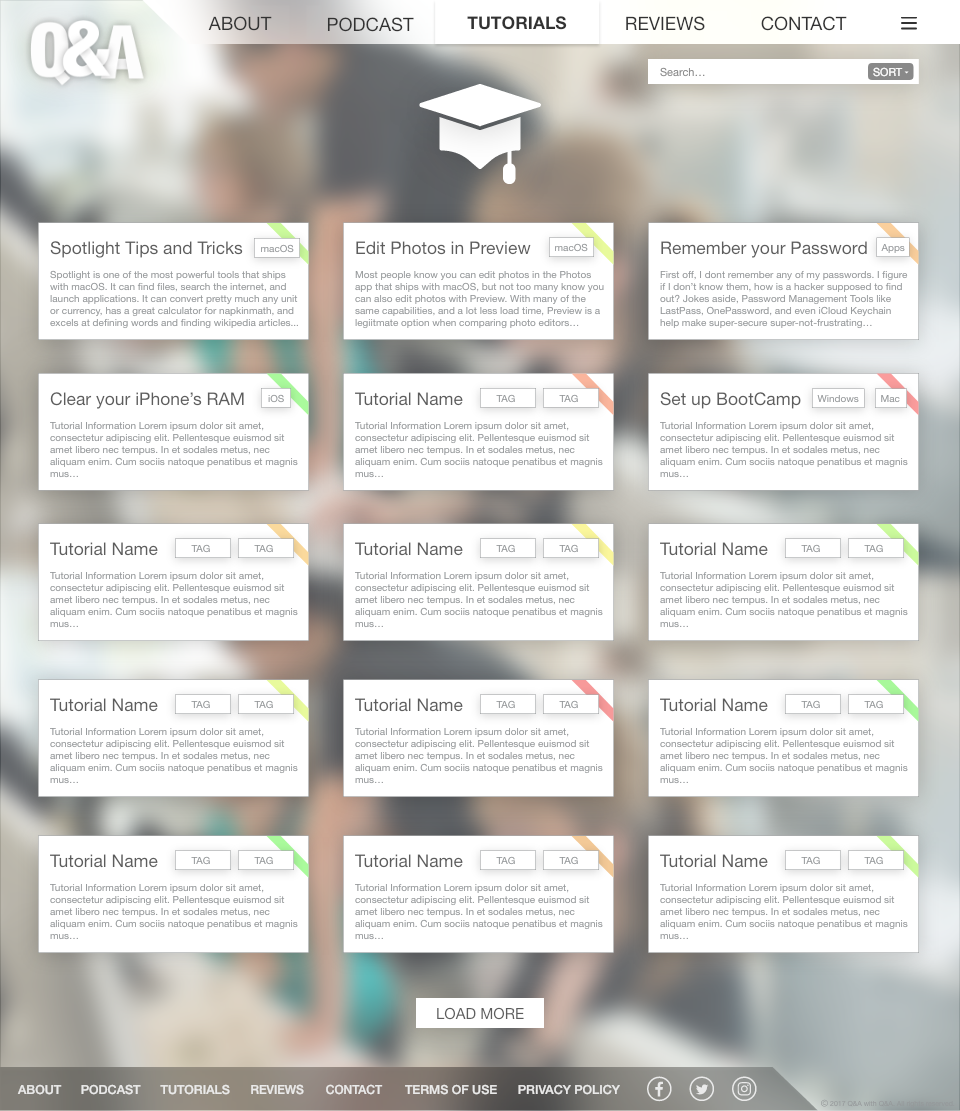 Q&A
ABOUT PODCAST TUTORIALS REVIEWS CONTACT
Search... SORT
Spotlight Tips and Tricks macOS
Spotlight is one of the most powerful tools that ships
with macOS. It can find files, search the internet, and
launch applications. It can convert pretty much any unit
or currency, has a great calculator for napkinmath, and
excels at defining words and finding wikipedia articles...
Edit Photos in Preview macOS
Most people know you can edit photos in the Photos
app that ships with macOS, but not too many know you
can also edit photos with Preview. With many of the
same capabilities, and a lot less load time, Preview is a
legiitmate option when comparing photo editors…
Remember your Password Apps
First off, I dont remember any of my passwords. I figure
if I don’t know them, how is a hacker supposed to find
out? Jokes aside, Password Management Tools like
LastPass, OnePassword, and even iCloud Keychain
help make super-secure super-not-frustrating…
Clear your iPhone’s RAM iOS
Tutorial Information Lorem ipsum dolor sit amet,
consectetur adipiscing elit. Pellentesque euismod sit
amet libero nec tempus. In et sodales metus, nec
aliquam enim. Cum sociis natoque penatibus et magnis
mus…
Tutorial Name TAG TAG
Tutorial Information Lorem ipsum dolor sit amet,
consectetur adipiscing elit. Pellentesque euismod sit
amet libero nec tempus. In et sodales metus, nec
aliquam enim. Cum sociis natoque penatibus et magnis
mus…
Set up BootCamp Windows Mac
Tutorial Information Lorem ipsum dolor sit amet,
consectetur adipiscing elit. Pellentesque euismod sit
amet libero nec tempus. In et sodales metus, nec
aliquam enim. Cum sociis natoque penatibus et magnis
mus…
Tutorial Name TAG TAG
Tutorial Information Lorem ipsum dolor sit amet,
consectetur adipiscing elit. Pellentesque euismod sit
amet libero nec tempus. In et sodales metus, nec
aliquam enim. Cum sociis natoque penatibus et magnis
mus…
Tutorial Name TAG TAG
Tutorial Information Lorem ipsum dolor sit amet,
consectetur adipiscing elit. Pellentesque euismod sit
amet libero nec tempus. In et sodales metus, nec
aliquam enim. Cum sociis natoque penatibus et magnis
mus…
Tutorial Name TAG TAG
Tutorial Information Lorem ipsum dolor sit amet,
consectetur adipiscing elit. Pellentesque euismod sit
amet libero nec tempus. In et sodales metus, nec
aliquam enim. Cum sociis natoque penatibus et magnis
mus…
Tutorial Name TAG TAG
Tutorial Information Lorem ipsum dolor sit amet,
consectetur adipiscing elit. Pellentesque euismod sit
amet libero nec tempus. In et sodales metus, nec
aliquam enim. Cum sociis natoque penatibus et magnis
mus…
Tutorial Name TAG TAG
Tutorial Information Lorem ipsum dolor sit amet,
consectetur adipiscing elit. Pellentesque euismod sit
amet libero nec tempus. In et sodales metus, nec
aliquam enim. Cum sociis natoque penatibus et magnis
mus…
Tutorial Name TAG TAG
Tutorial Information Lorem ipsum dolor sit amet,
consectetur adipiscing elit. Pellentesque euismod sit
amet libero nec tempus. In et sodales metus, nec
aliquam enim. Cum sociis natoque penatibus et magnis
mus…
Tutorial Name TAG TAG
Tutorial Information Lorem ipsum dolor sit amet,
consectetur adipiscing elit. Pellentesque euismod sit
amet libero nec tempus. In et sodales metus, nec
aliquam enim. Cum sociis natoque penatibus et magnis
mus…
Tutorial Name TAG TAG
Tutorial Information Lorem ipsum dolor sit amet,
consectetur adipiscing elit. Pellentesque euismod sit
amet libero nec tempus. In et sodales metus, nec
aliquam enim. Cum sociis natoque penatibus et magnis
mus…
Tutorial Name TAG TAG
Tutorial Information Lorem ipsum dolor sit amet,
consectetur adipiscing elit. Pellentesque euismod sit
amet libero nec tempus. In et sodales metus, nec
aliquam enim. Cum sociis natoque penatibus et magnis
mus…
LOAD MORE
ABOUT PODCAST TUTORIALS REVIEWS CONTACT TERMS OF USE PRIVACY POLICY
© 2017 Q&A with